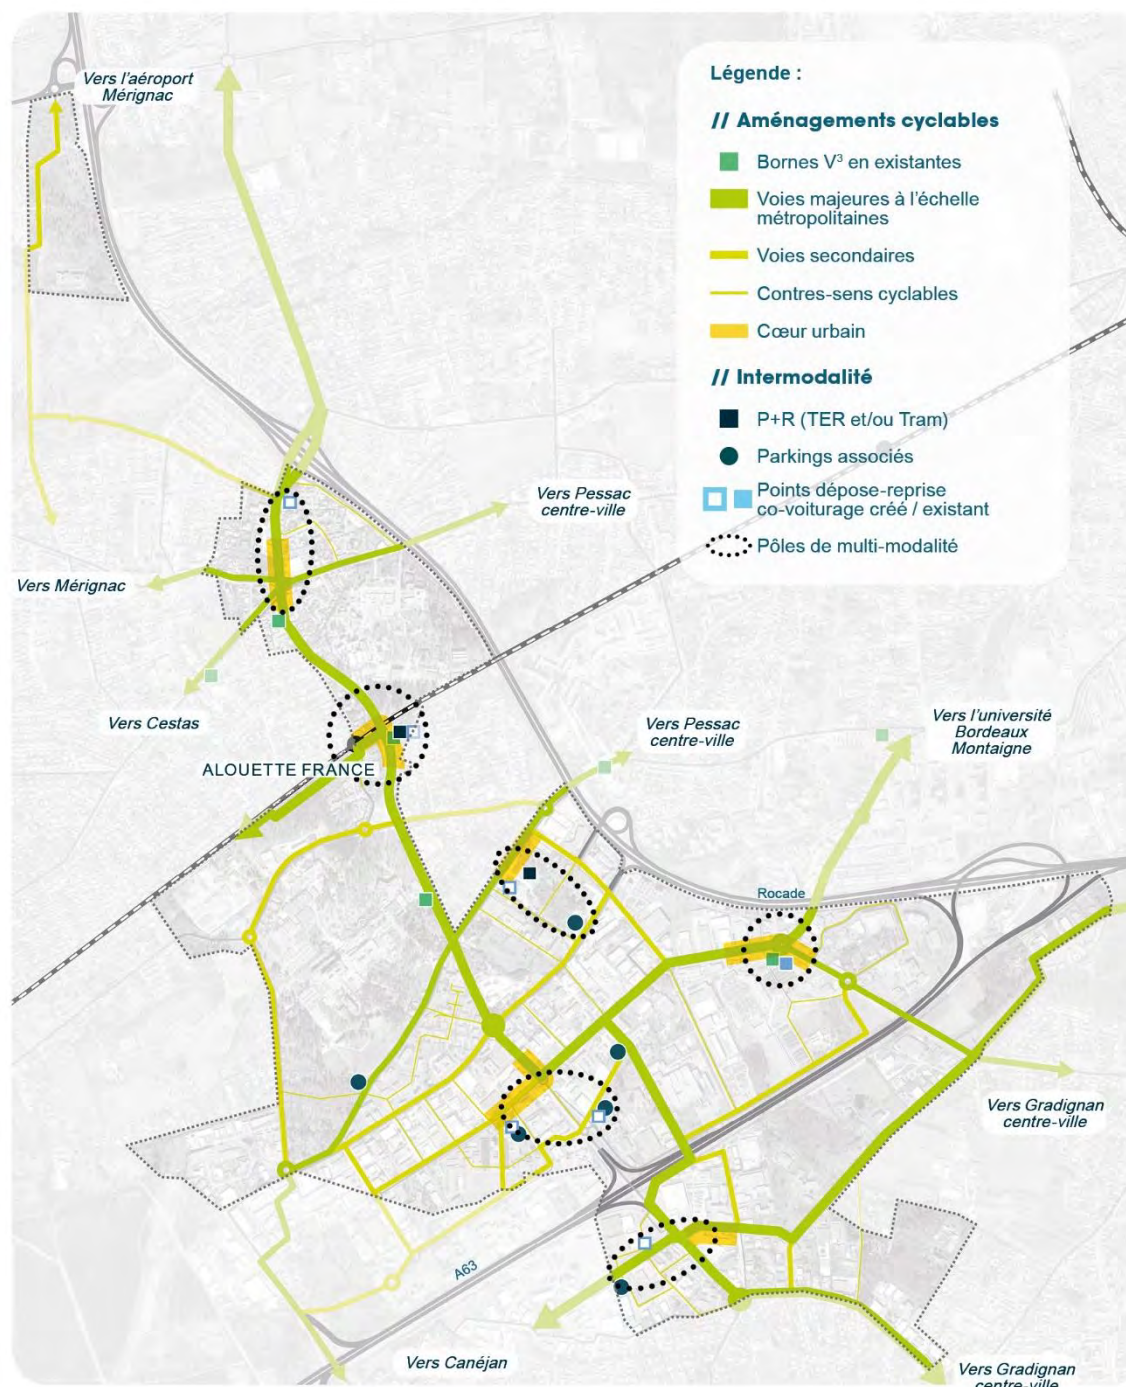 Vers l'aéroport
Mérignac
Légende :
// Aménagements cyclables
Bornes V³ en existantes
Voies majeures à l'échelle
métropolitaines
Voies secondaires
Contres-sens cyclables
Cœur urbain
// Intermodalité
P+R (TER et/ou Tram)
Parkings associés
Points dépose-reprise
co-voiturage créé / existant
Pôles de multi-modalité
Vers Pessac
centre-ville
Vers Mérignac
Vers Cestas
Vers Pessac
centre-ville
Vers l'université
Bordeaux
Montaigne
ALOUETTE FRANCE
Rocade
Vers Gradignan
centre-ville
A63
Vers Canéjan
Vers Gradignan
centre-ville